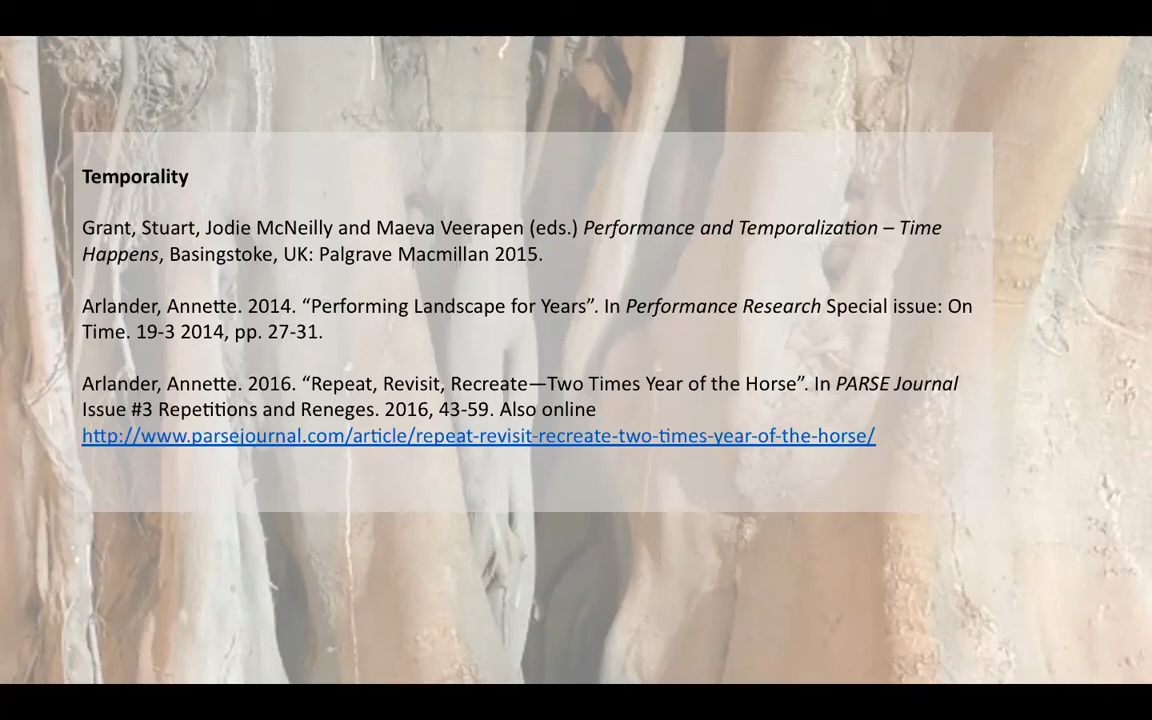 Temporality
Grant, Stuart, Jodie McNeilly and Maeva Veerapen (eds.) Performance and Temporalization – Time
Happens, Basingstoke, UK: Palgrave Macmillan 2015.
Arlander, Annette. 2014. “Performing Landscape for Years”. In Performance Research Special issue: On
Time. 19-3 2014, pp. 27-31.
Arlander, Annette. 2016. “Repeat, Revisit, Recreate—Two Times Year of the Horse”. In PARSE Journal
Issue #3 Repetitions and Reneges. 2016, 43-59. Also online
http://www.parsejournal.com/article/repeat-revisit-recreate-two-times-year-of-the-horse/